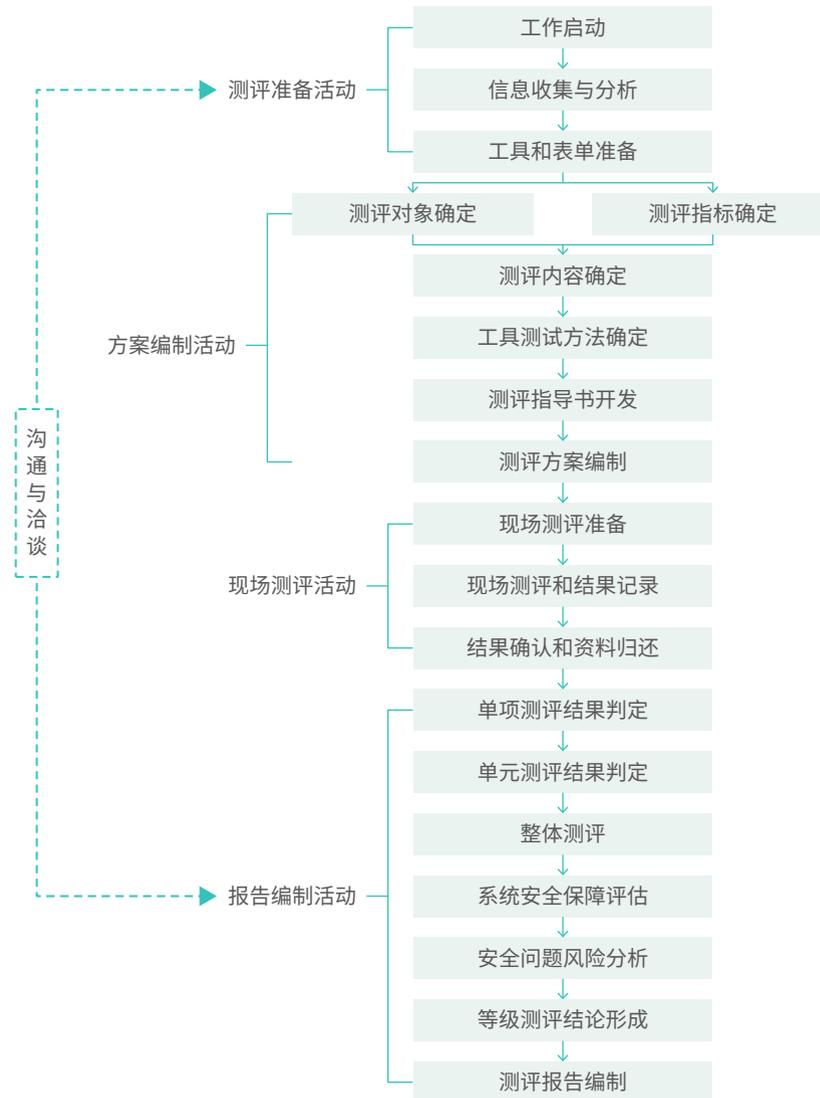 工作启动
测评准备活动
信息收集与分析
工具和表单准备
测评对象确定
测评指标确定
测评内容确定
方案编制活动
工具测试方法确定
测评指导书开发
沟通与洽谈
测评方案编制
现场测评准备
现场测评活动
现场测评和结果记录
结果确认和资料归还
单项测评结果判定
单元测评结果判定
整体测评
报告编制活动
系统安全保障评估
安全问题风险分析
等级测评结论形成
测评报告编制